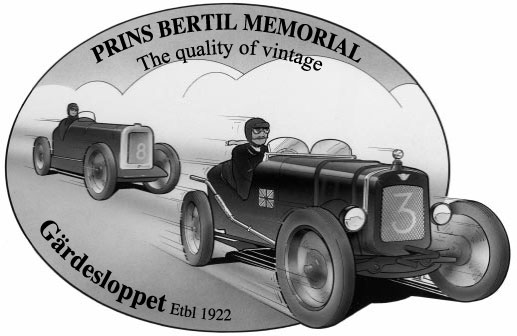 PRINS BERTIL MEMORIAL
The quality of vintage
8
3
Gärdesloppet Etbl 1922